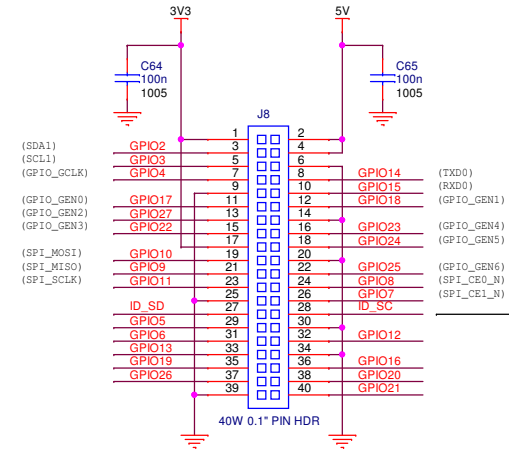 3V3 5V
C64 C65
100n 100n
1005 1005
J8
1 2
(SDA1) GPIO2 3 4
(SCL1) GPIO3 5 6
(GPIO_GCLK) GPIO4 7 8 GPIO14 (TXD0)
9 10 GPIO15 (RXD0)
(GPIO_GEN0) GPIO17 11 12 GPIO18 (GPIO_GEN1)
(GPIO_GEN2) GPIO27 13 14
(GPIO_GEN3) GPIO22 15 16 GPIO23 (GPIO_GEN4)
17 18 GPIO24 (GPIO_GEN5)
(SPI_MOSI) GPIO10 19 20
(SPI_MISO) GPIO9 21 22 GPIO25 (GPIO_GEN6)
(SPI_SCLK) GPIO11 23 24 GPIO8 (SPI_CE0_N)
25 26 GPIO7 (SPI_CE1_N)
ID_SD 27 28 ID_SC
GPIO5 29 30
GPIO6 31 32 GPIO12
GPIO13 33 34
GPIO19 35 36 GPIO16
GPIO26 37 38 GPIO20
39 40 GPIO21
40W 0.1" PIN HDR